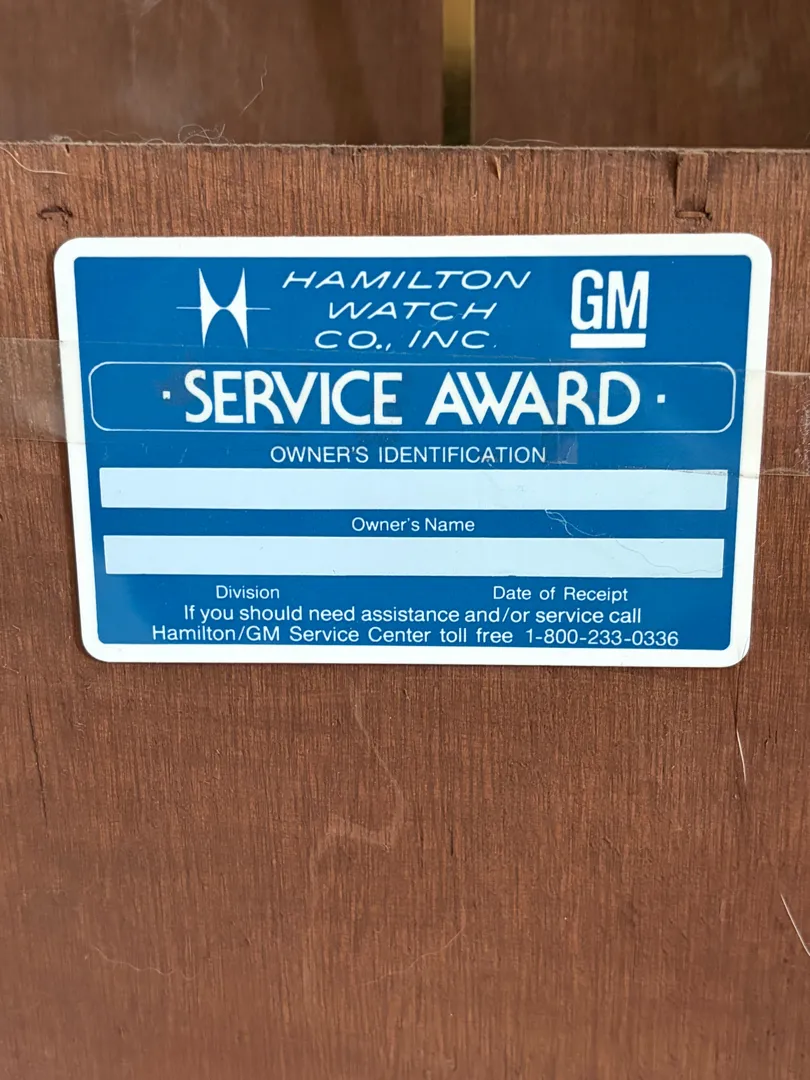 HAMILTON
WATCH
CO., INC.
GM
· SERVICE AWARD ·
OWNER'S IDENTIFICATION
Owner's Name
Division Date of Receipt
If you should need assistance and/or service call
Hamilton/GM Service Center toll free 1-800-233-0336